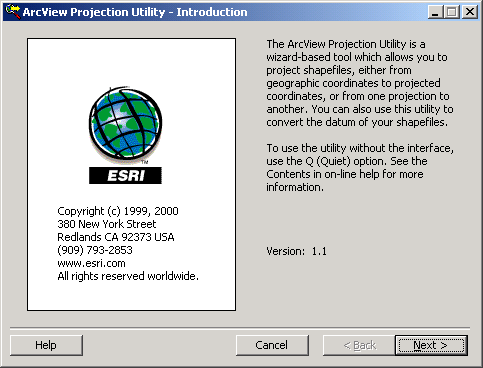 ArcView Projection Utility - Introduction
The ArcView Projection Utility is a
wizard-based tool which allows you to
project shapefiles, either from
geographic coordinates to projected
coordinates, or from one projection to
another. You can also use this utility to
convert the datum of your shapefiles.
To use the utility without the interface,
use the Q (Quiet) option. See the
Contents in on-line help for more
information.
TM
ESRI
Copyright (c) 1999, 2000
380 New York Street
Redlands CA 92373 USA
(909) 793-2853
www.esri.com
All rights reserved worldwide.
Version: 1.1
Help
Cancel
< Back
Next >